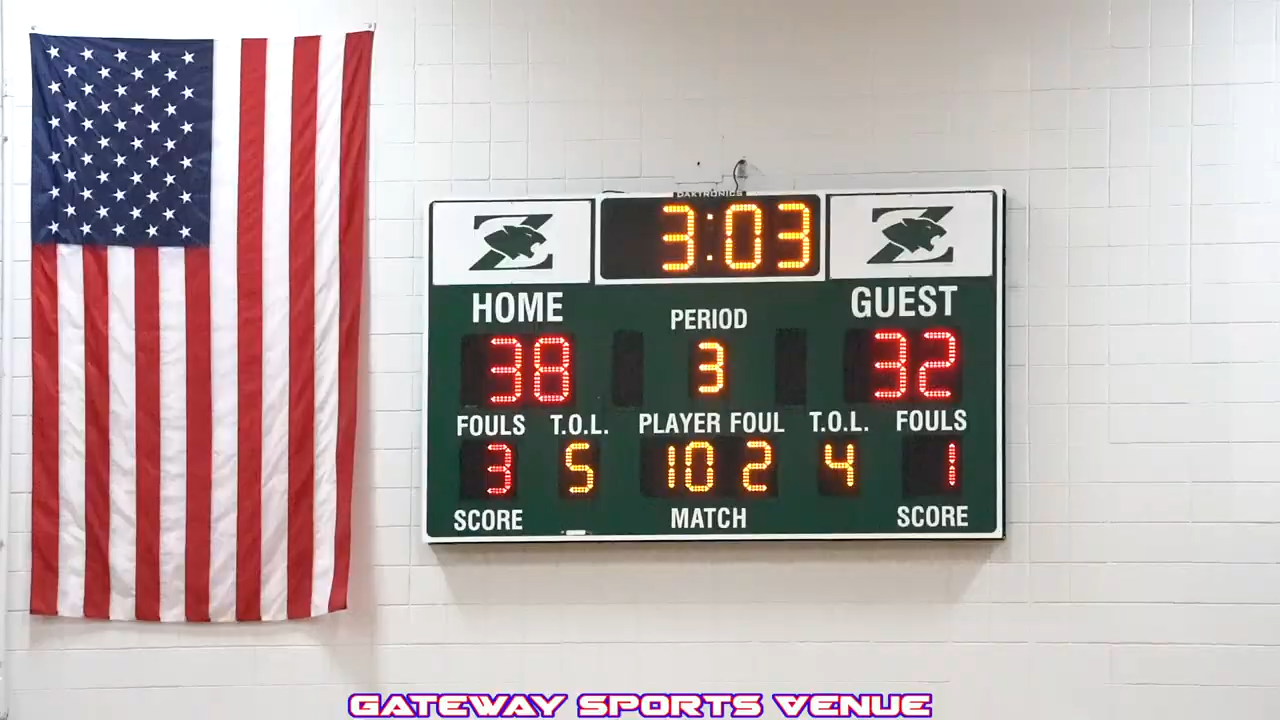 DAKTRONICS
3:03
HOME
GUEST
PERIOD
38
3
32
FOULS T.O.L. PLAYER FOUL T.O.L. FOULS
3 5 10 2 4 1
SCORE MATCH SCORE
GATEWAY SPORTS VENUE